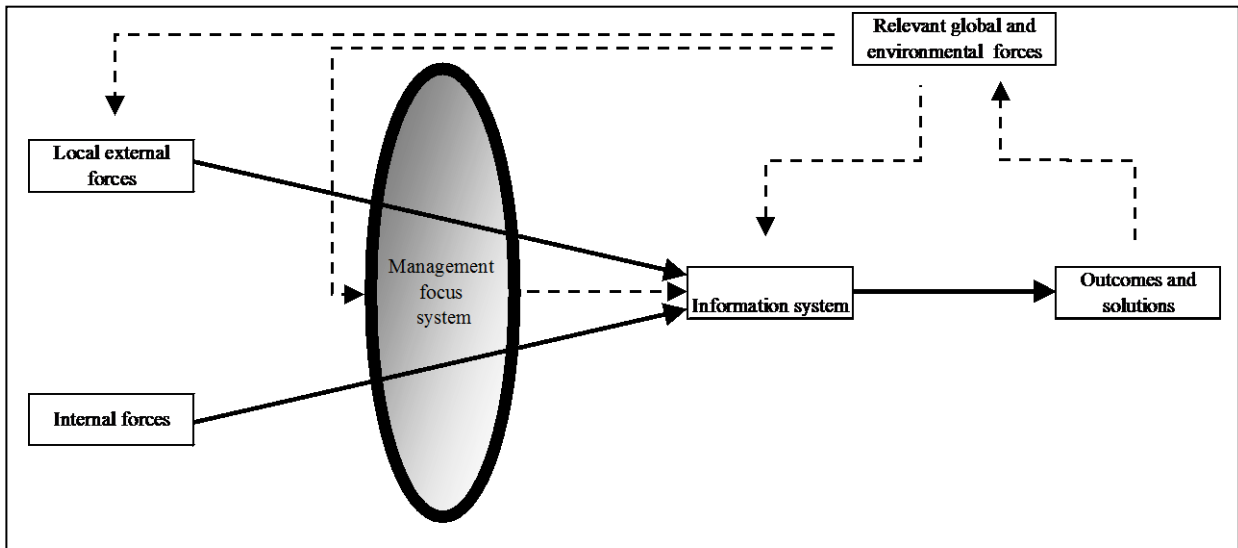 Relevant global and
environmental forces
Local external
forces
Management
focus
system
Information system
Outcomes and
solutions
Internal forces